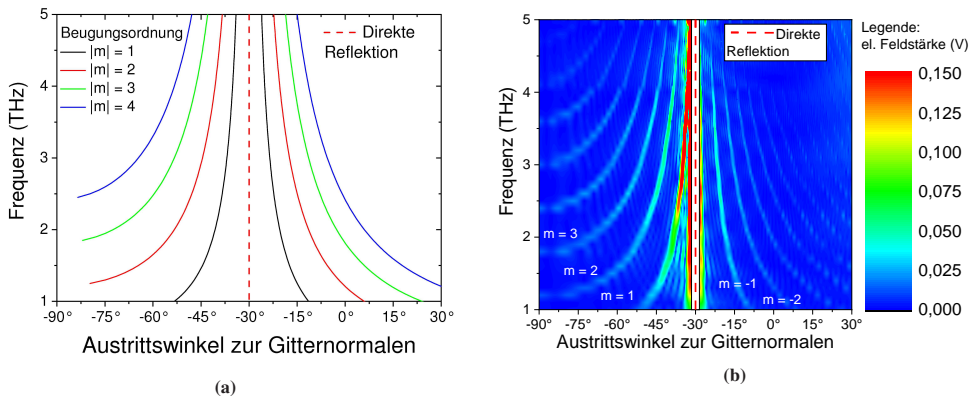 Beugungsordnung
|m| = 1
|m| = 2
|m| = 3
|m| = 4
Direkte
Reflektion
Frequenz (THz)
5
4
3
2
1
-90° -75° -60° -45° -30° -15° 0° 15° 30°
Austrittswinkel zur Gitternormalen
(a)
Direkte
Reflektion
Frequenz (THz)
5
4
3
2
1
m = 3
m = 2
m = 1
m = -1
m = -2
-90° -75° -60° -45° -30° -15° 0° 15° 30°
Austrittswinkel zur Gitternormalen
(b)
Legende:
el. Feldstärke (V)
0,150
0,100
0,075
0,050
0,025
0,000